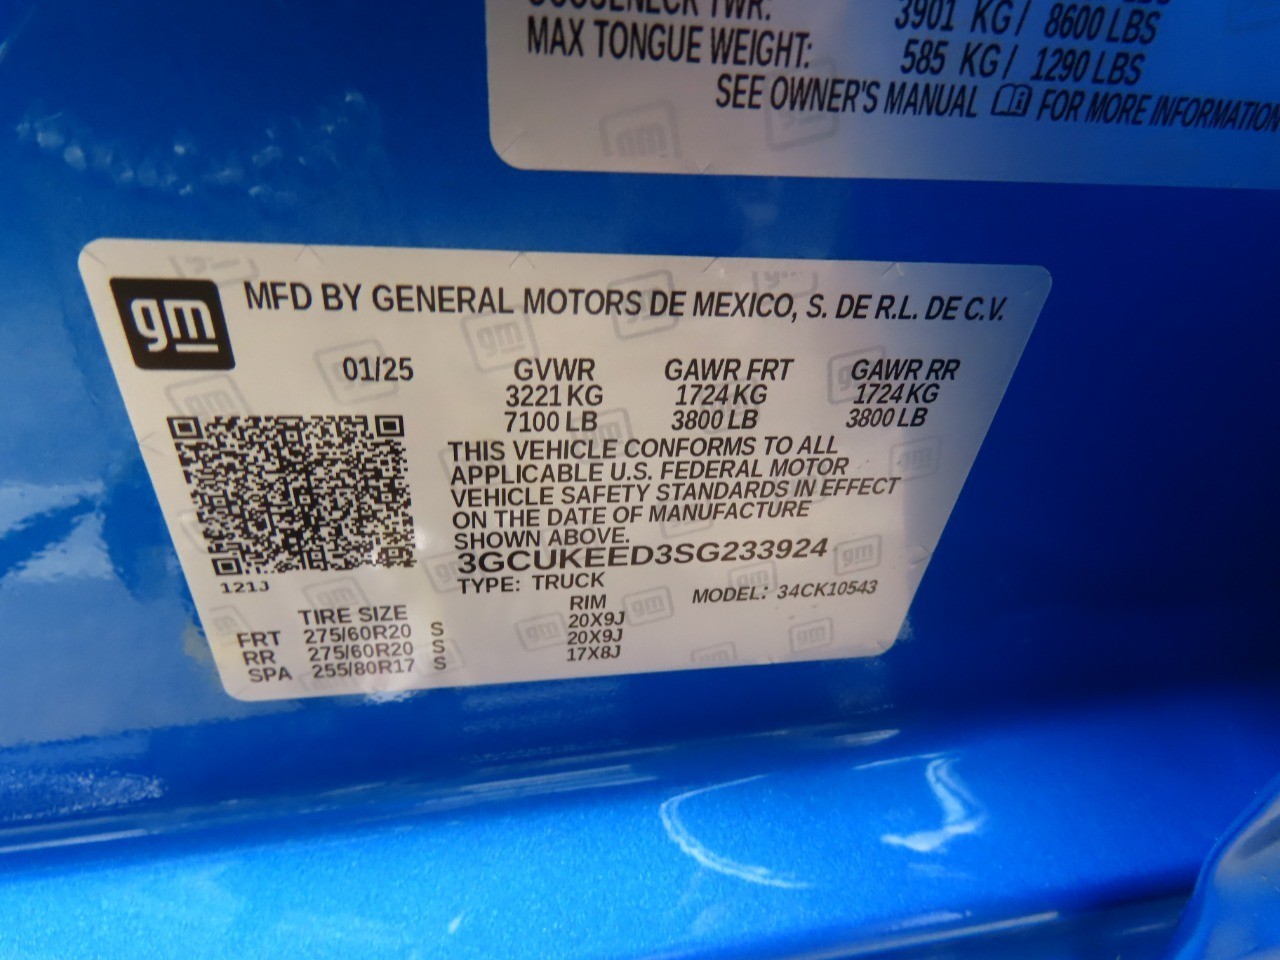 GOOSENECK TWR: 3901 KG/ 8600 LBS
MAX TONGUE WEIGHT: 585 KG/ 1290 LBS
SEE OWNER'S MANUAL FOR MORE INFORMATION
gm
MFD BY GENERAL MOTORS DE MEXICO, S. DE R.L. DE C.V.
01/25 GVWR GAWR FRT GAWR RR
3221 KG 1724 KG 1724 KG
7100 LB 3800 LB 3800 LB
THIS VEHICLE CONFORMS TO ALL
APPLICABLE U.S. FEDERAL MOTOR
VEHICLE SAFETY STANDARDS IN EFFECT
ON THE DATE OF MANUFACTURE
SHOWN ABOVE.
3GCUKEED3SG233924
121J
TYPE: TRUCK MODEL: 34CK10543
TIRE SIZE RIM
FRT 275/60R20 S 20X9J
RR 275/60R20 S 20X9J
SPA 255/80R17 S 17X8J